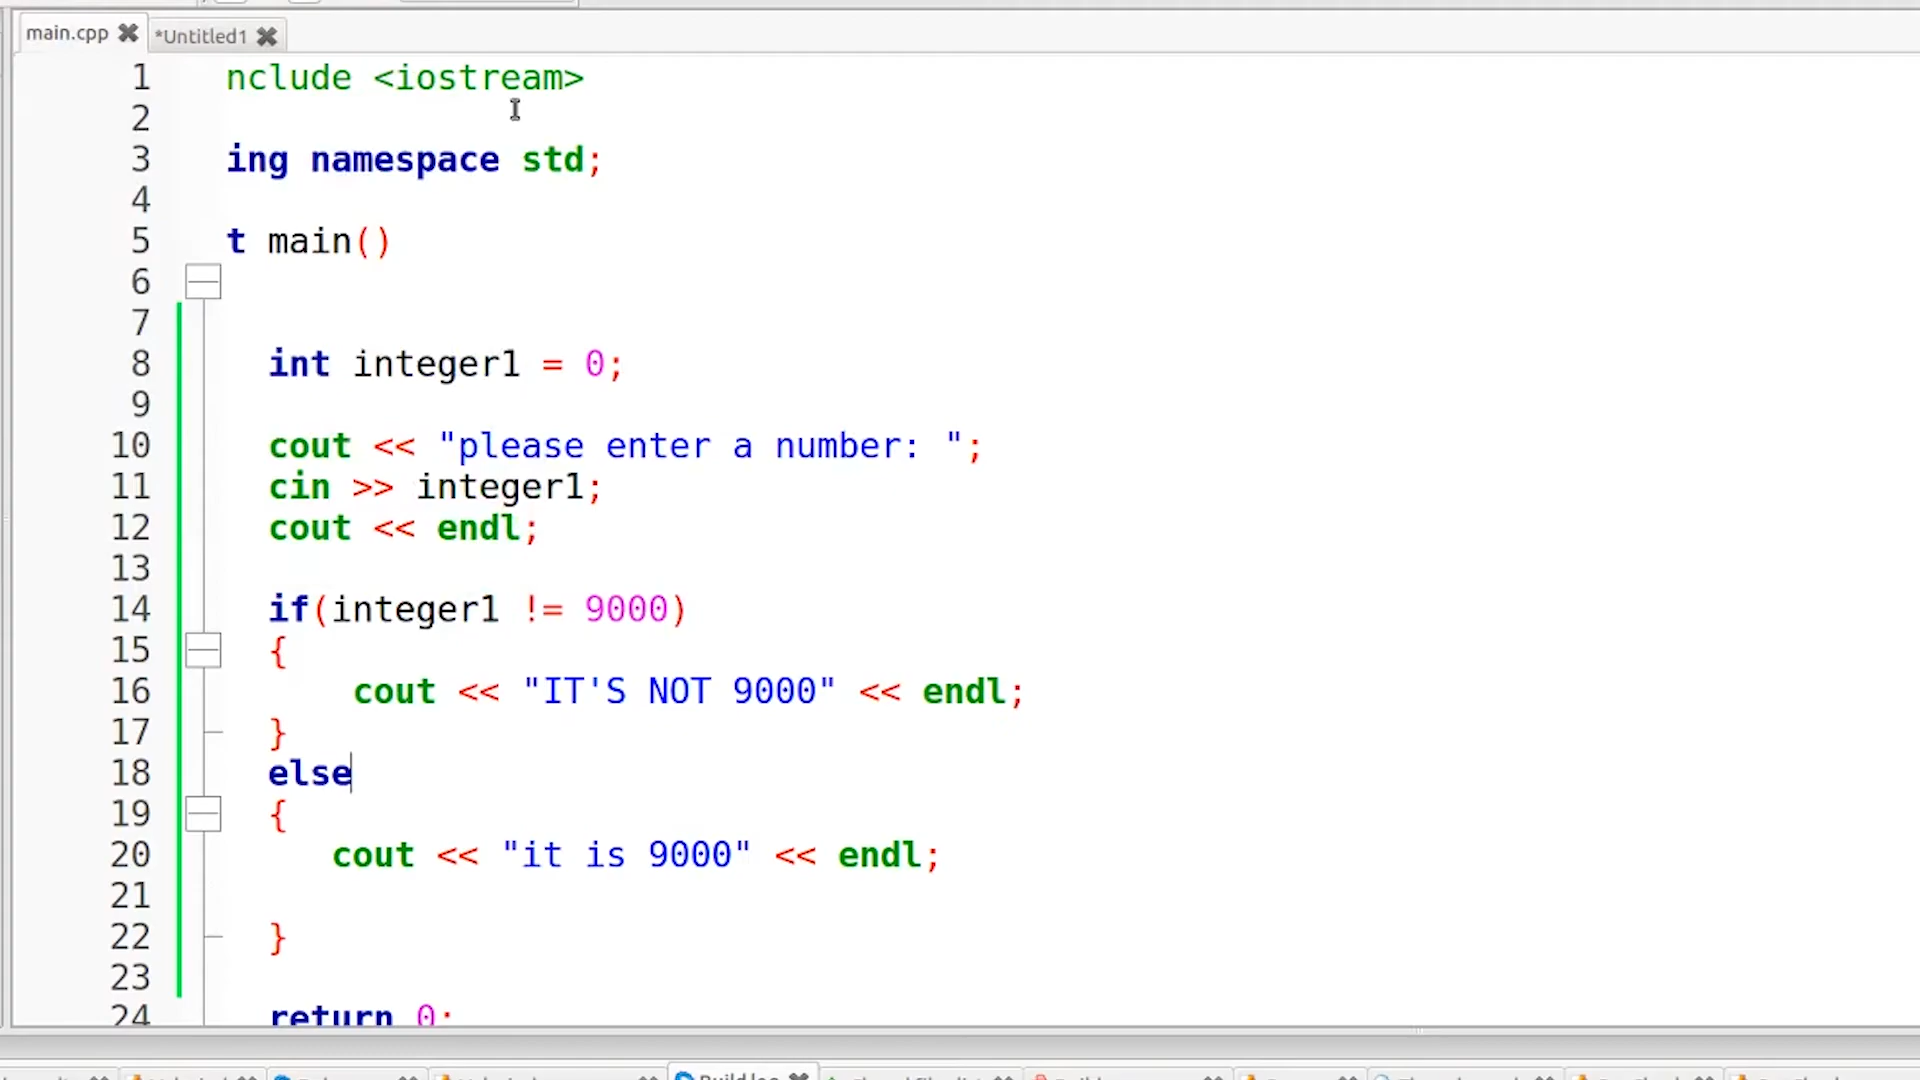 main.cpp *Untitled1
1 nclude <iostream>
2
3 ing namespace std;
4
5 t main()
6
7
8 int integer1 = 0;
9
10 cout << "please enter a number: ";
11 cin >> integer1;
12 cout << endl;
13
14 if(integer1 != 9000)
15 {
16 cout << "IT'S NOT 9000" << endl;
17 }
18 else
19 {
20 cout << "it is 9000" << endl;
21
22 }
23
24 return 0;
Build log